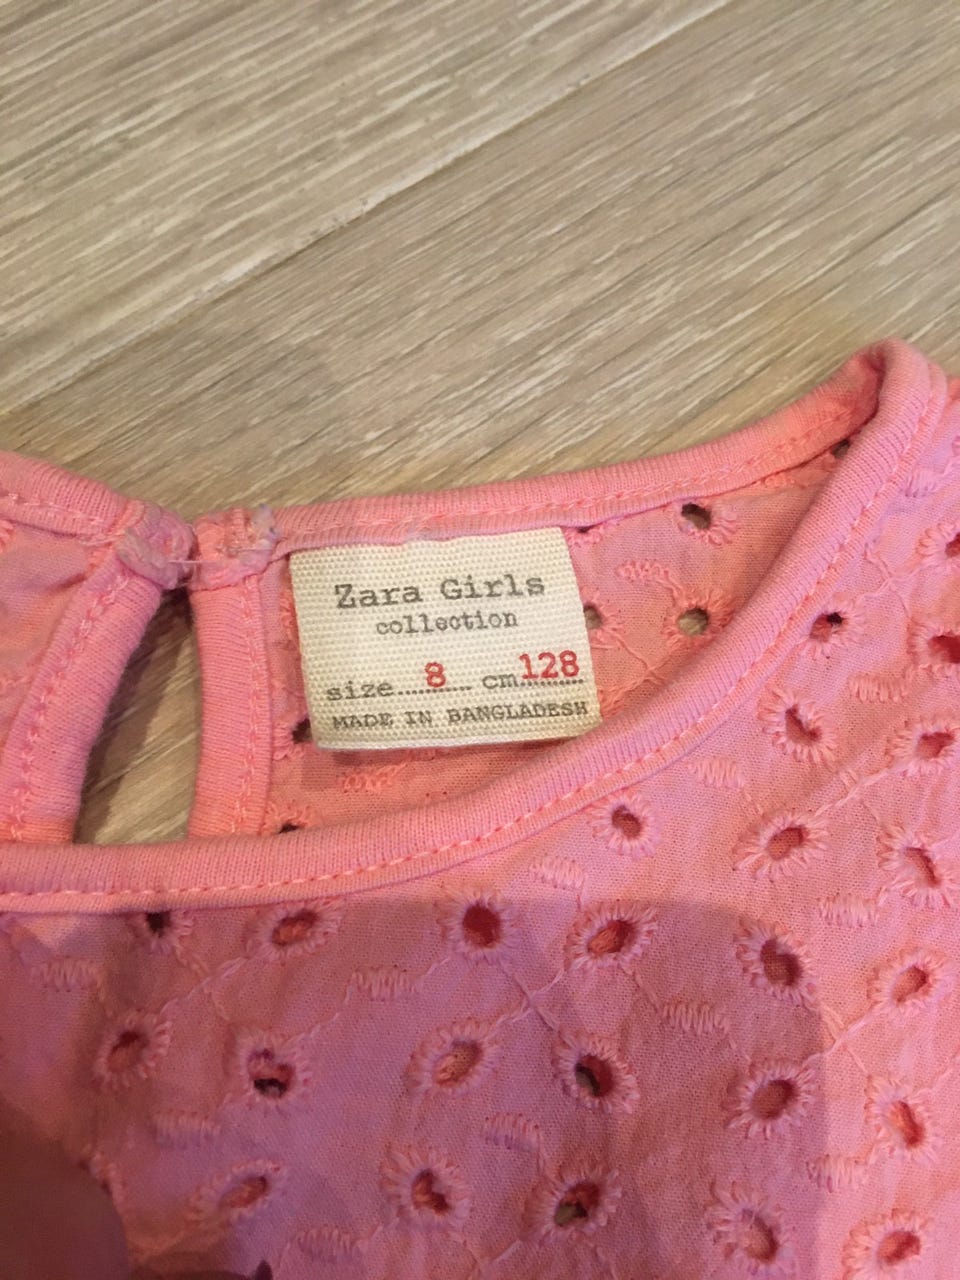 Zara Girls
collection
size......8...... cm.128........
MADE IN BANGLADESH